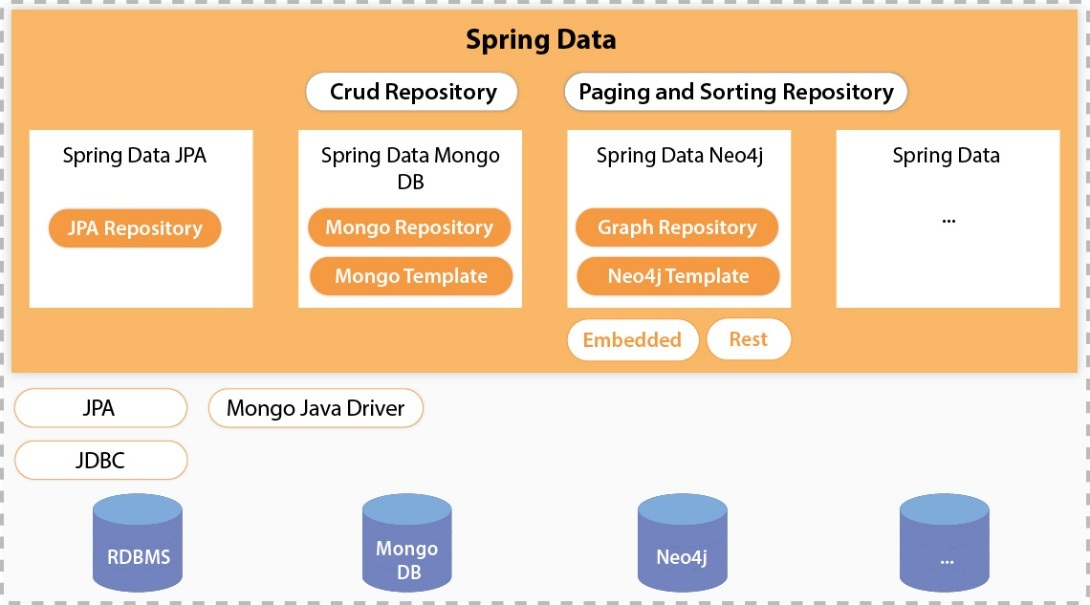 Spring Data
Crud Repository
Paging and Sorting Repository
Spring Data JPA
JPA Repository
Spring Data Mongo
DB
Mongo Repository
Mongo Template
Spring Data Neo4j
Graph Repository
Neo4j Template
Spring Data
...
Embedded
Rest
JPA
Mongo Java Driver
JDBC
RDBMS
Mongo
DB
Neo4j
...